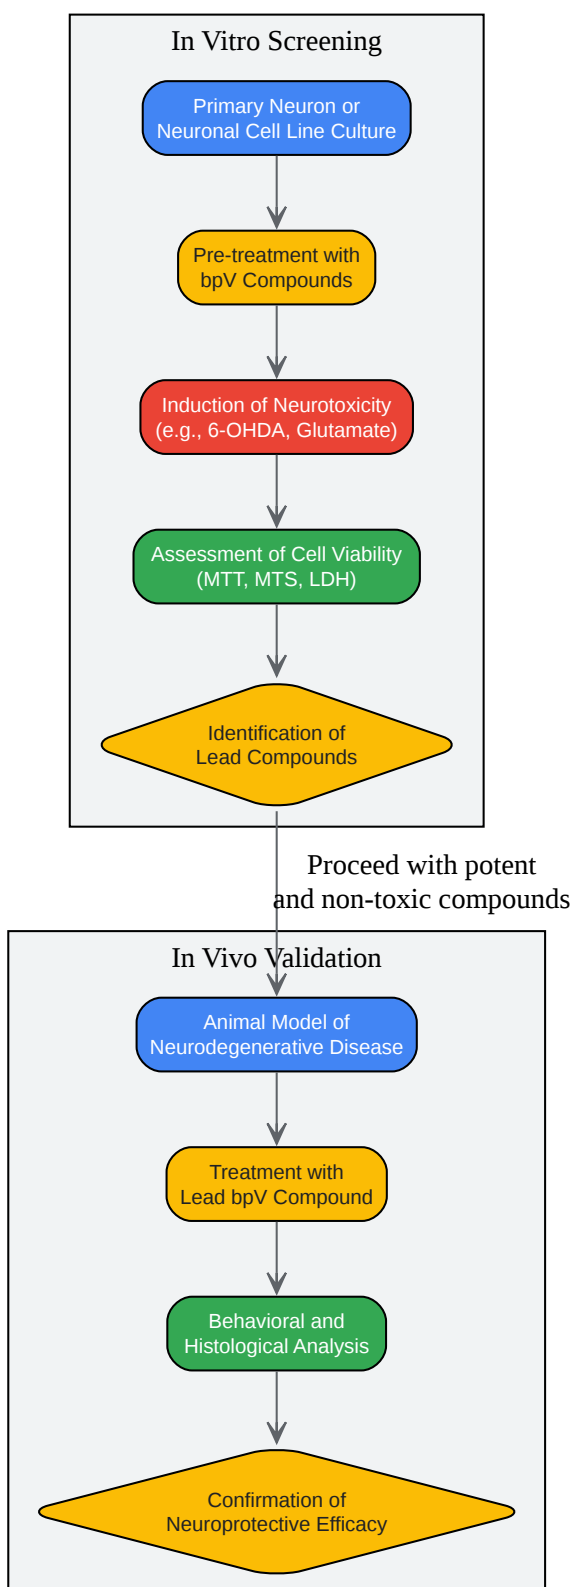 In Vitro Screening
Primary Neuron or
Neuronal Cell Line Culture
Pre-treatment with
bpV Compounds
Induction of Neurotoxicity
(e.g., 6-OHDA, Glutamate)
Assessment of Cell Viability
(MTT, MTS, LDH)
Identification of
Lead Compounds
Proceed with potent
and non-toxic compounds
In Vivo Validation
Animal Model of
Neurodegenerative Disease
Treatment with
Lead bpV Compound
Behavioral and
Histological Analysis
Confirmation of
Neuroprotective Efficacy